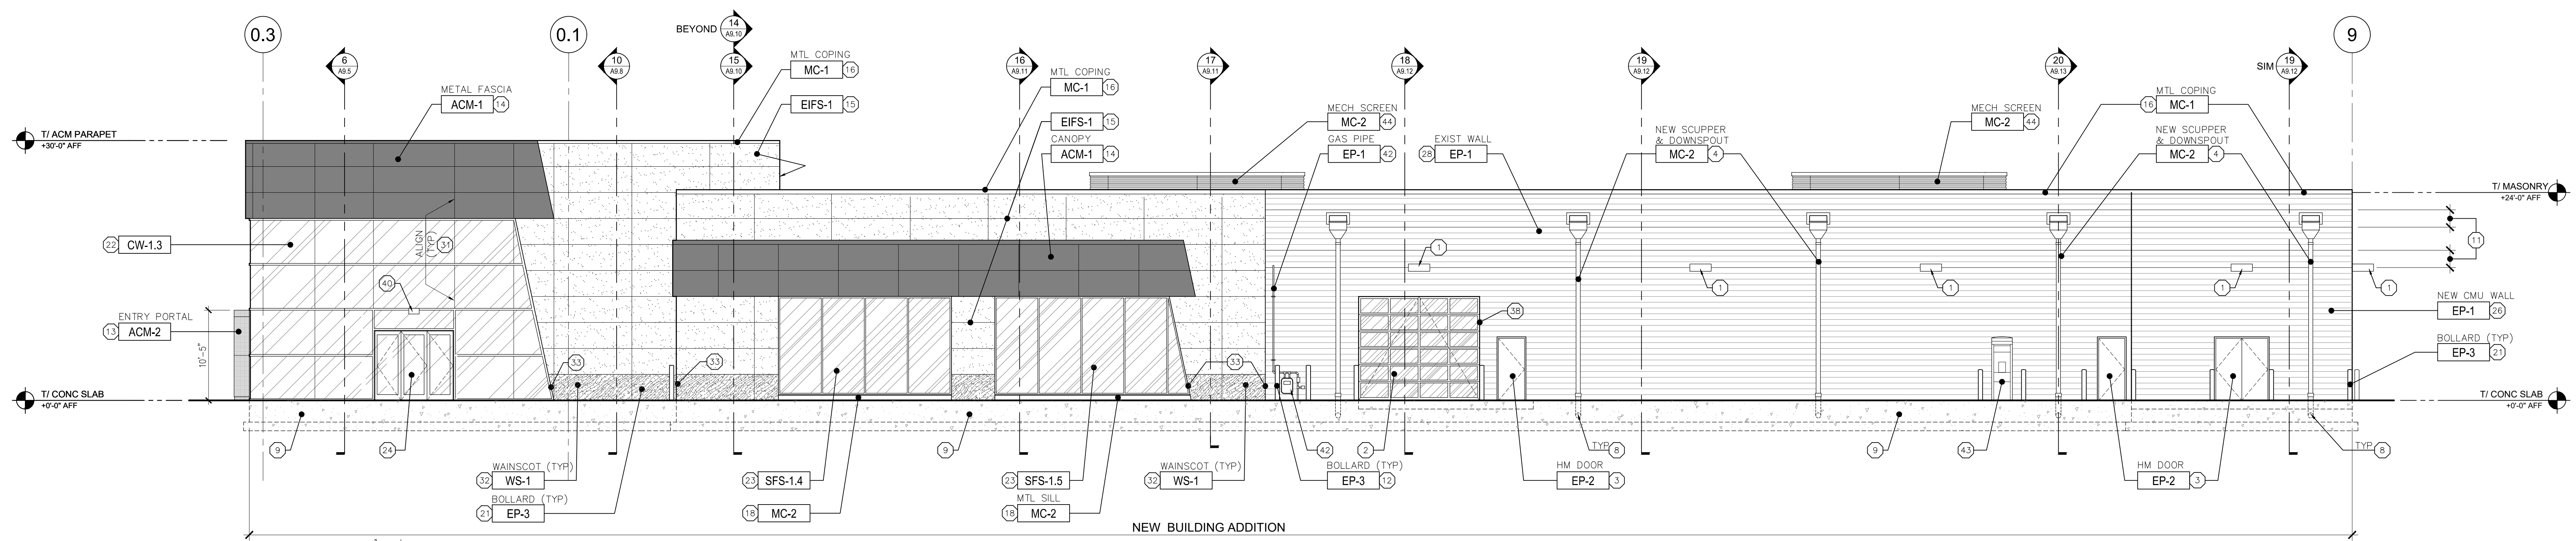 0.3
0.1
BEYOND
14
A9.10
9
6
A9.5
10
A9.8
15
A9.10
16
A9.11
17
A9.11
18
A9.12
19
A9.12
20
A9.13
SIM
19
A9.12
MTL COPING
MC-1 16
EIFS-1 15
METAL FASCIA
ACM-1 14
MTL COPING
MC-1 16
EIFS-1 15
CANOPY
ACM-1 14
MECH SCREEN
MC-2 44
GAS PIPE
EP-1 42
EXIST WALL
28 EP-1
NEW SCUPPER
& DOWNSPOUT
MC-2 4
MECH SCREEN
MC-2 44
MTL COPING
16 MC-1
NEW SCUPPER
& DOWNSPOUT
MC-2 4
T/ ACM PARAPET
+30'-0" AFF
T/ MASONRY
+24'-0" AFF
22 CW-1.3
ALIGN
(TYP) 31
40
1
1
1
1
1
11
ENTRY PORTAL
13 ACM-2
10'-5"
38
NEW CMU WALL
EP-1 26
BOLLARD (TYP)
EP-3 21
33
33
33
T/ CONC SLAB
+0'-0" AFF
T/ CONC SLAB
+0'-0" AFF
9
24
9
42
2
TYP 8
9
43
TYP 8
WAINSCOT (TYP)
32 WS-1
BOLLARD (TYP)
21 EP-3
23 SFS-1.4
18 MC-2
23 SFS-1.5
MTL SILL
18 MC-2
WAINSCOT (TYP)
32 WS-1
BOLLARD (TYP)
EP-3 12
HM DOOR
EP-2 3
HM DOOR
EP-2 3
NEW BUILDING ADDITION